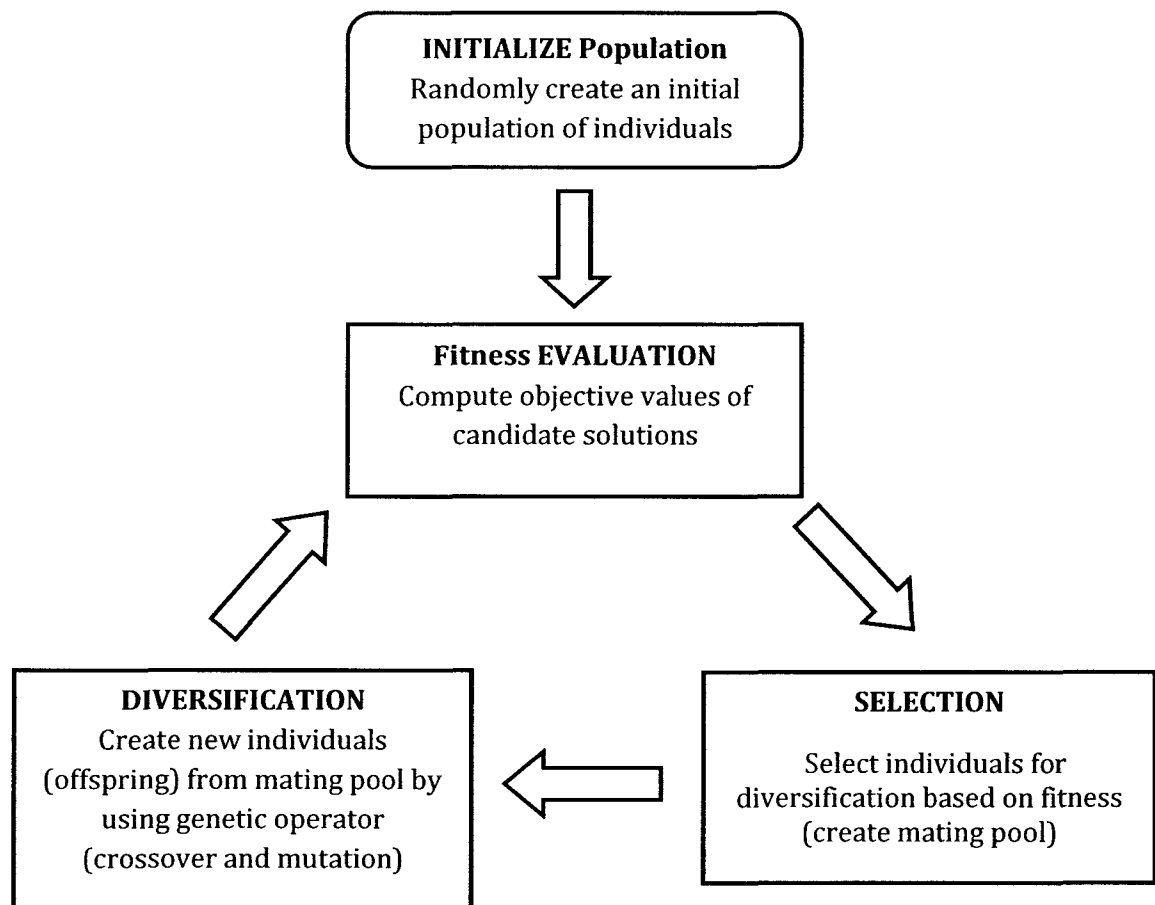 INITIALIZE Population
Randomly create an initial
population of individuals
Fitness EVALUATION
Compute objective values of
candidate solutions
DIVERSIFICATION
Create new individuals
(offspring) from mating pool by
using genetic operator
(crossover and mutation)
SELECTION
Select individuals for
diversification based on fitness
(create mating pool)